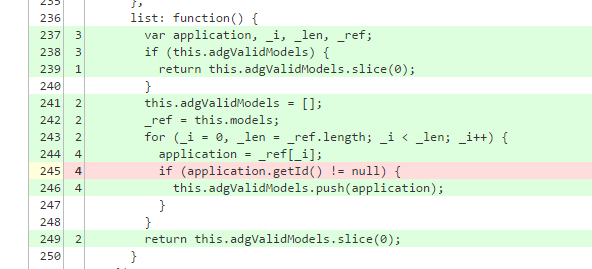 235 },
236 list: function() {
237 3 var application, _i, _len, _ref;
238 3 if (this.adgValidModels) {
239 1 return this.adgValidModels.slice(0);
240 }
241 2 this.adgValidModels = [];
242 2 _ref = this.models;
243 2 for (_i = 0, _len = _ref.length; _i < _len; _i++) {
244 4 application = _ref[_i];
245 4 if (application.getId() != null) {
246 4 this.adgValidModels.push(application);
247 }
248 }
249 2 return this.adgValidModels.slice(0);
250 }